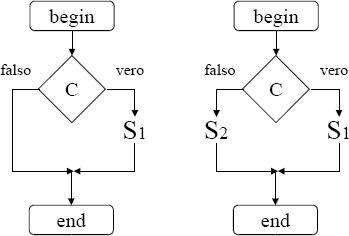 begin
falso
vero
C
S1
end
begin
falso
vero
C
S2
S1
end